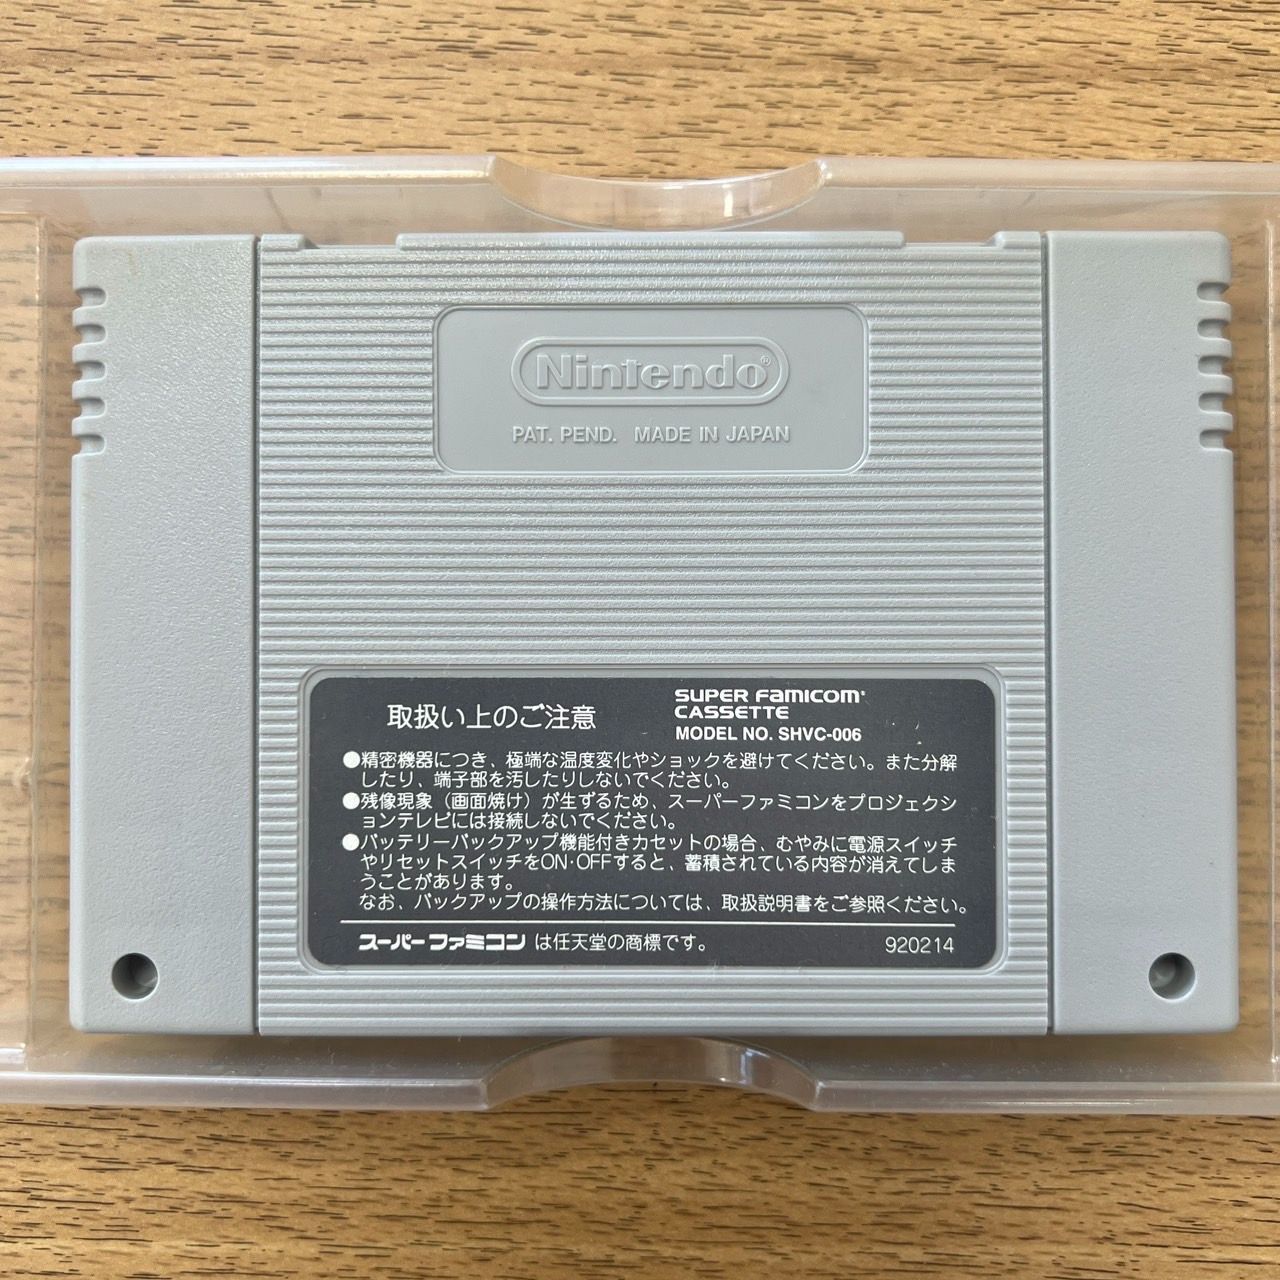 Nintendo®
PAT. PEND. MADE IN JAPAN
取扱い上のご注意
SUPER FAMICOM®
CASSETTE
MODEL NO. SHVC-006
●精密機器につき、極端な温度変化やショックを避けてください。また分解
したり、端子部を汚したりしないでください。
●残像現象（画面焼け）が生ずるため、スーパーファミコンをプロジェクシ
ョンテレビには接続しないでください。
●バッテリーバックアップ機能付きカセットの場合、むやみに電源スイッチ
やリセットスイッチをON･OFFすると、蓄積されている内容が消えてしま
うことがあります。
なお、バックアップの操作方法については、取扱説明書をご参照ください。
スーパーファミコン は任天堂の商標です。
920214